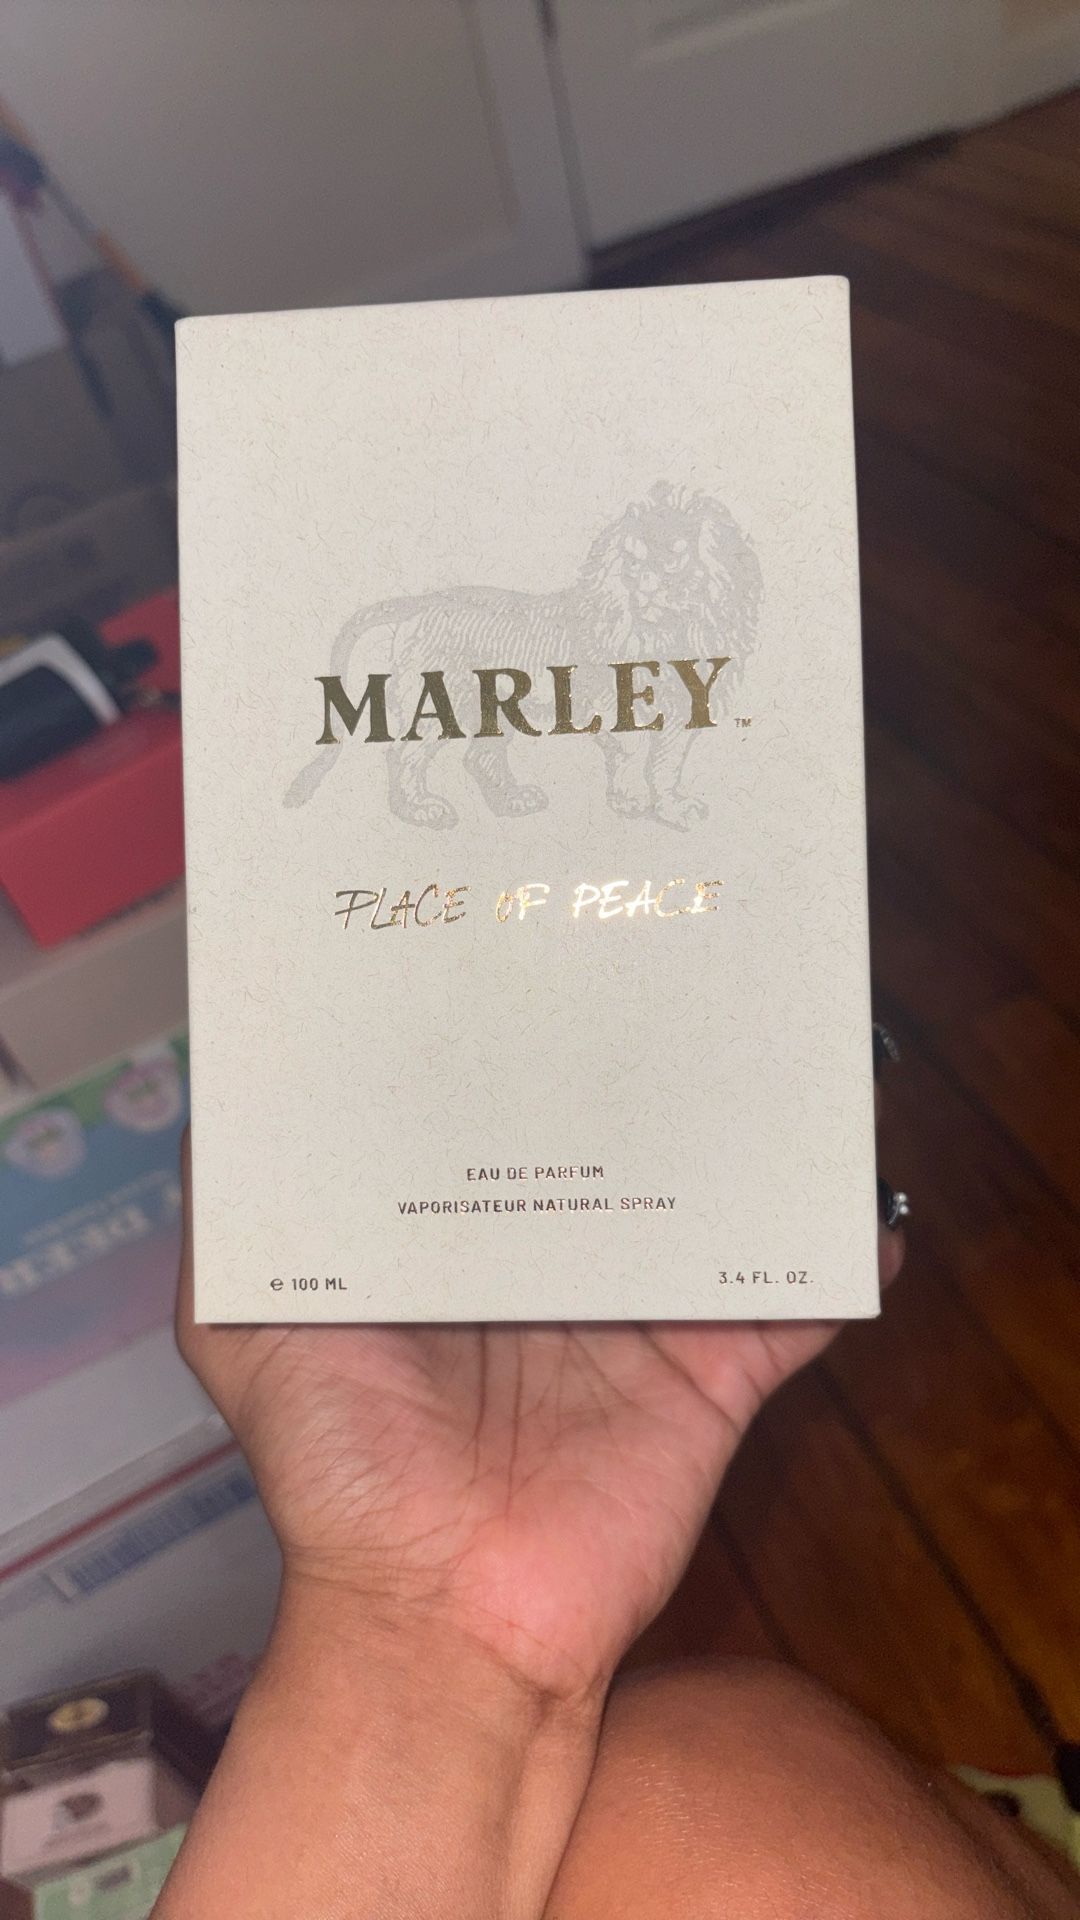 MARLEY™
PLACE OF PEACE
EAU DE PARFUM
VAPORISATEUR NATURAL SPRAY
℮ 100 ML
3.4 FL. OZ.